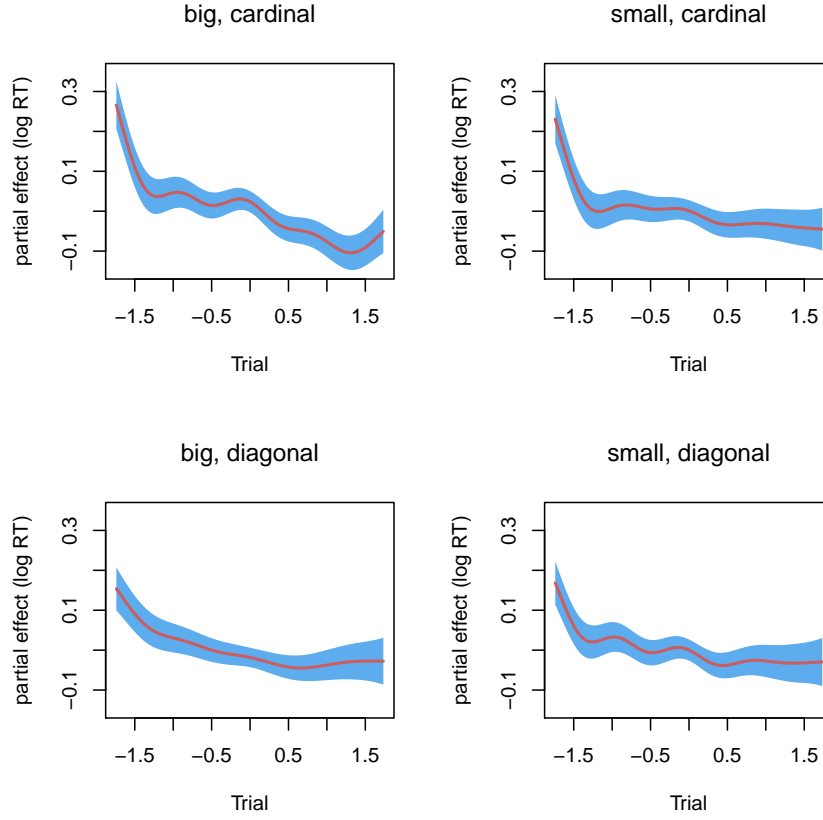 big, cardinal
partial effect (log RT)
0.3
0.1
−0.1
−1.5 −0.5 0.5 1.5
Trial
small, cardinal
partial effect (log RT)
0.3
0.1
−0.1
−1.5 −0.5 0.5 1.5
Trial
big, diagonal
partial effect (log RT)
0.3
0.1
−0.1
−1.5 −0.5 0.5 1.5
Trial
small, diagonal
partial effect (log RT)
0.3
0.1
−0.1
−1.5 −0.5 0.5 1.5
Trial